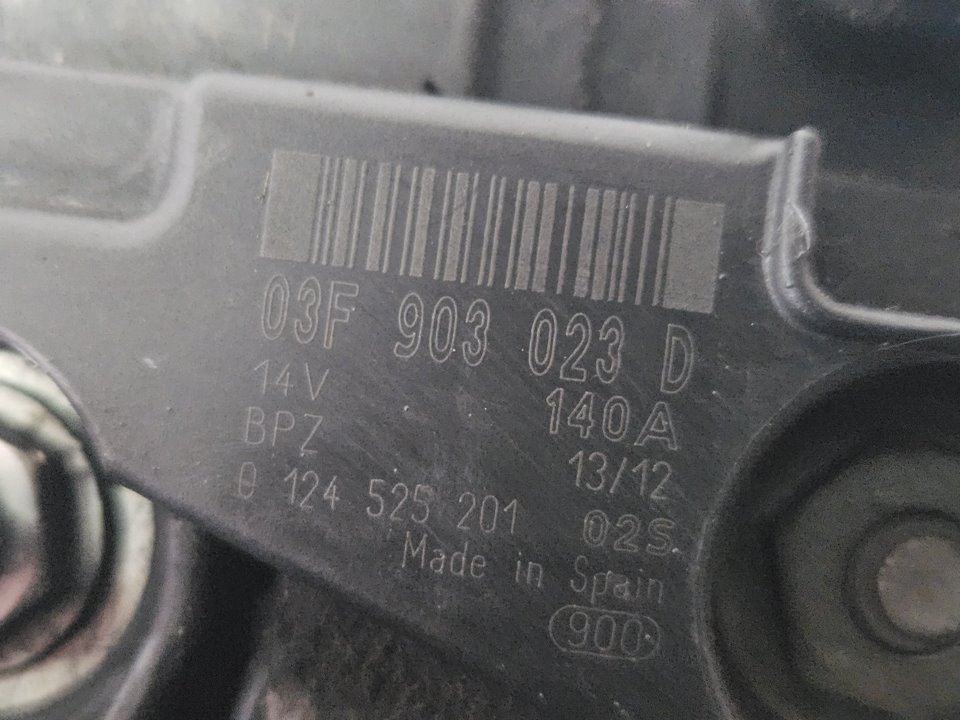 03F 903 023 D
14V 140A
BPZ 13/12
0 124 525 201 02S
Made in Spain
900